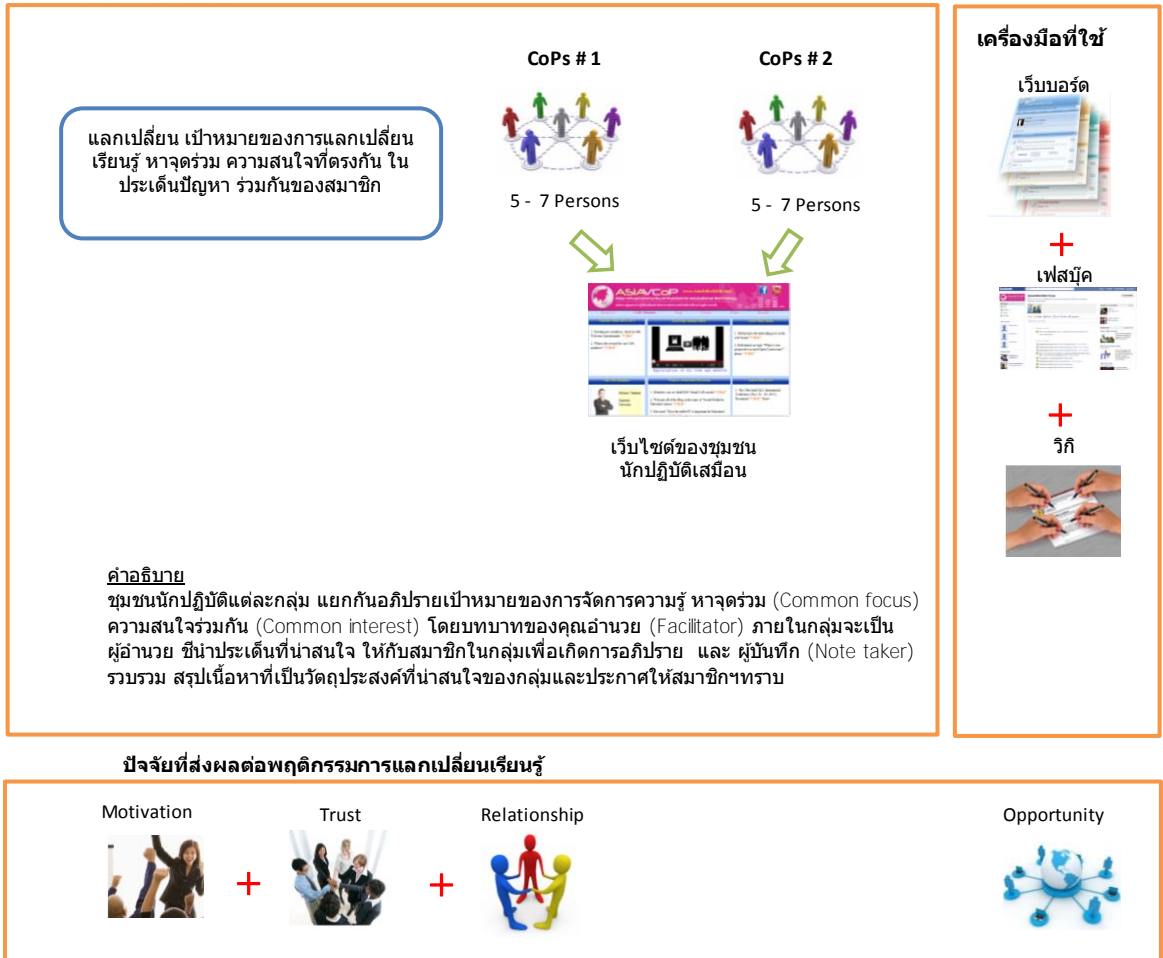 CoPs # 1
CoPs # 2
แลกเปลี่ยน เป้าหมายของการแลกเปลี่ยน
เรียนรู้ หาจุดร่วม ความสนใจที่ตรงกัน ใน
ประเด็นปัญหา ร่วมกันของสมาชิก
5 - 7 Persons
5 - 7 Persons
ASIAVCoP
เว็บไซต์ของชุมชน
นักปฏิบัติเสมือน
คำอธิบาย
ชุมชนนักปฏิบัติแต่ละกลุ่ม แยกกันอภิปรายเป้าหมายของการจัดการความรู้ หาจุดร่วม (Common focus)
ความสนใจร่วมกัน (Common interest) โดยบทบาทของคุณอำนวย (Facilitator) ภายในกลุ่มจะเป็น
ผู้อำนวย ชี้นำประเด็นที่น่าสนใจ ให้กับสมาชิกในกลุ่มเพื่อเกิดการอภิปราย และ ผู้บันทึก (Note taker)
รวบรวม สรุปเนื้อหาที่เป็นวัตถุประสงค์ที่น่าสนใจของกลุ่มและประกาศให้สมาชิกฯทราบ
เครื่องมือที่ใช้
เว็บบอร์ด
+
เฟสบุ๊ค
+
วิกิ
ปัจจัยที่ส่งผลต่อพฤติกรรมการแลกเปลี่ยนเรียนรู้
Motivation
+
Trust
+
Relationship
Opportunity